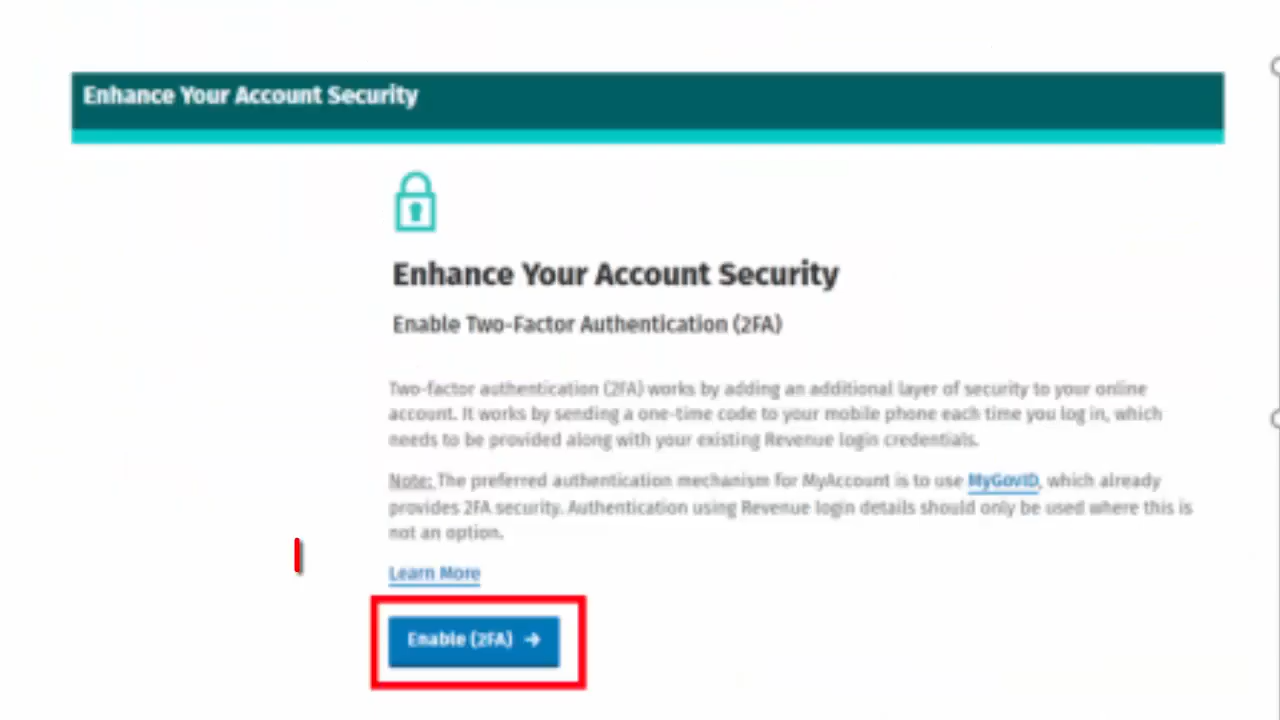 Enhance Your Account Security
Enhance Your Account Security
Enable Two-Factor Authentication (2FA)
Two-factor authentication (2FA) works by adding an additional layer of security to your online
account. It works by sending a one-time code to your mobile phone each time you log in, which
needs to be provided along with your existing Revenue login credentials.
Note: The preferred authentication mechanism for MyAccount is to use MyGovID, which already
provides 2FA security. Authentication using Revenue login details should only be used where this is
not an option.
Learn More
Enable (2FA) →